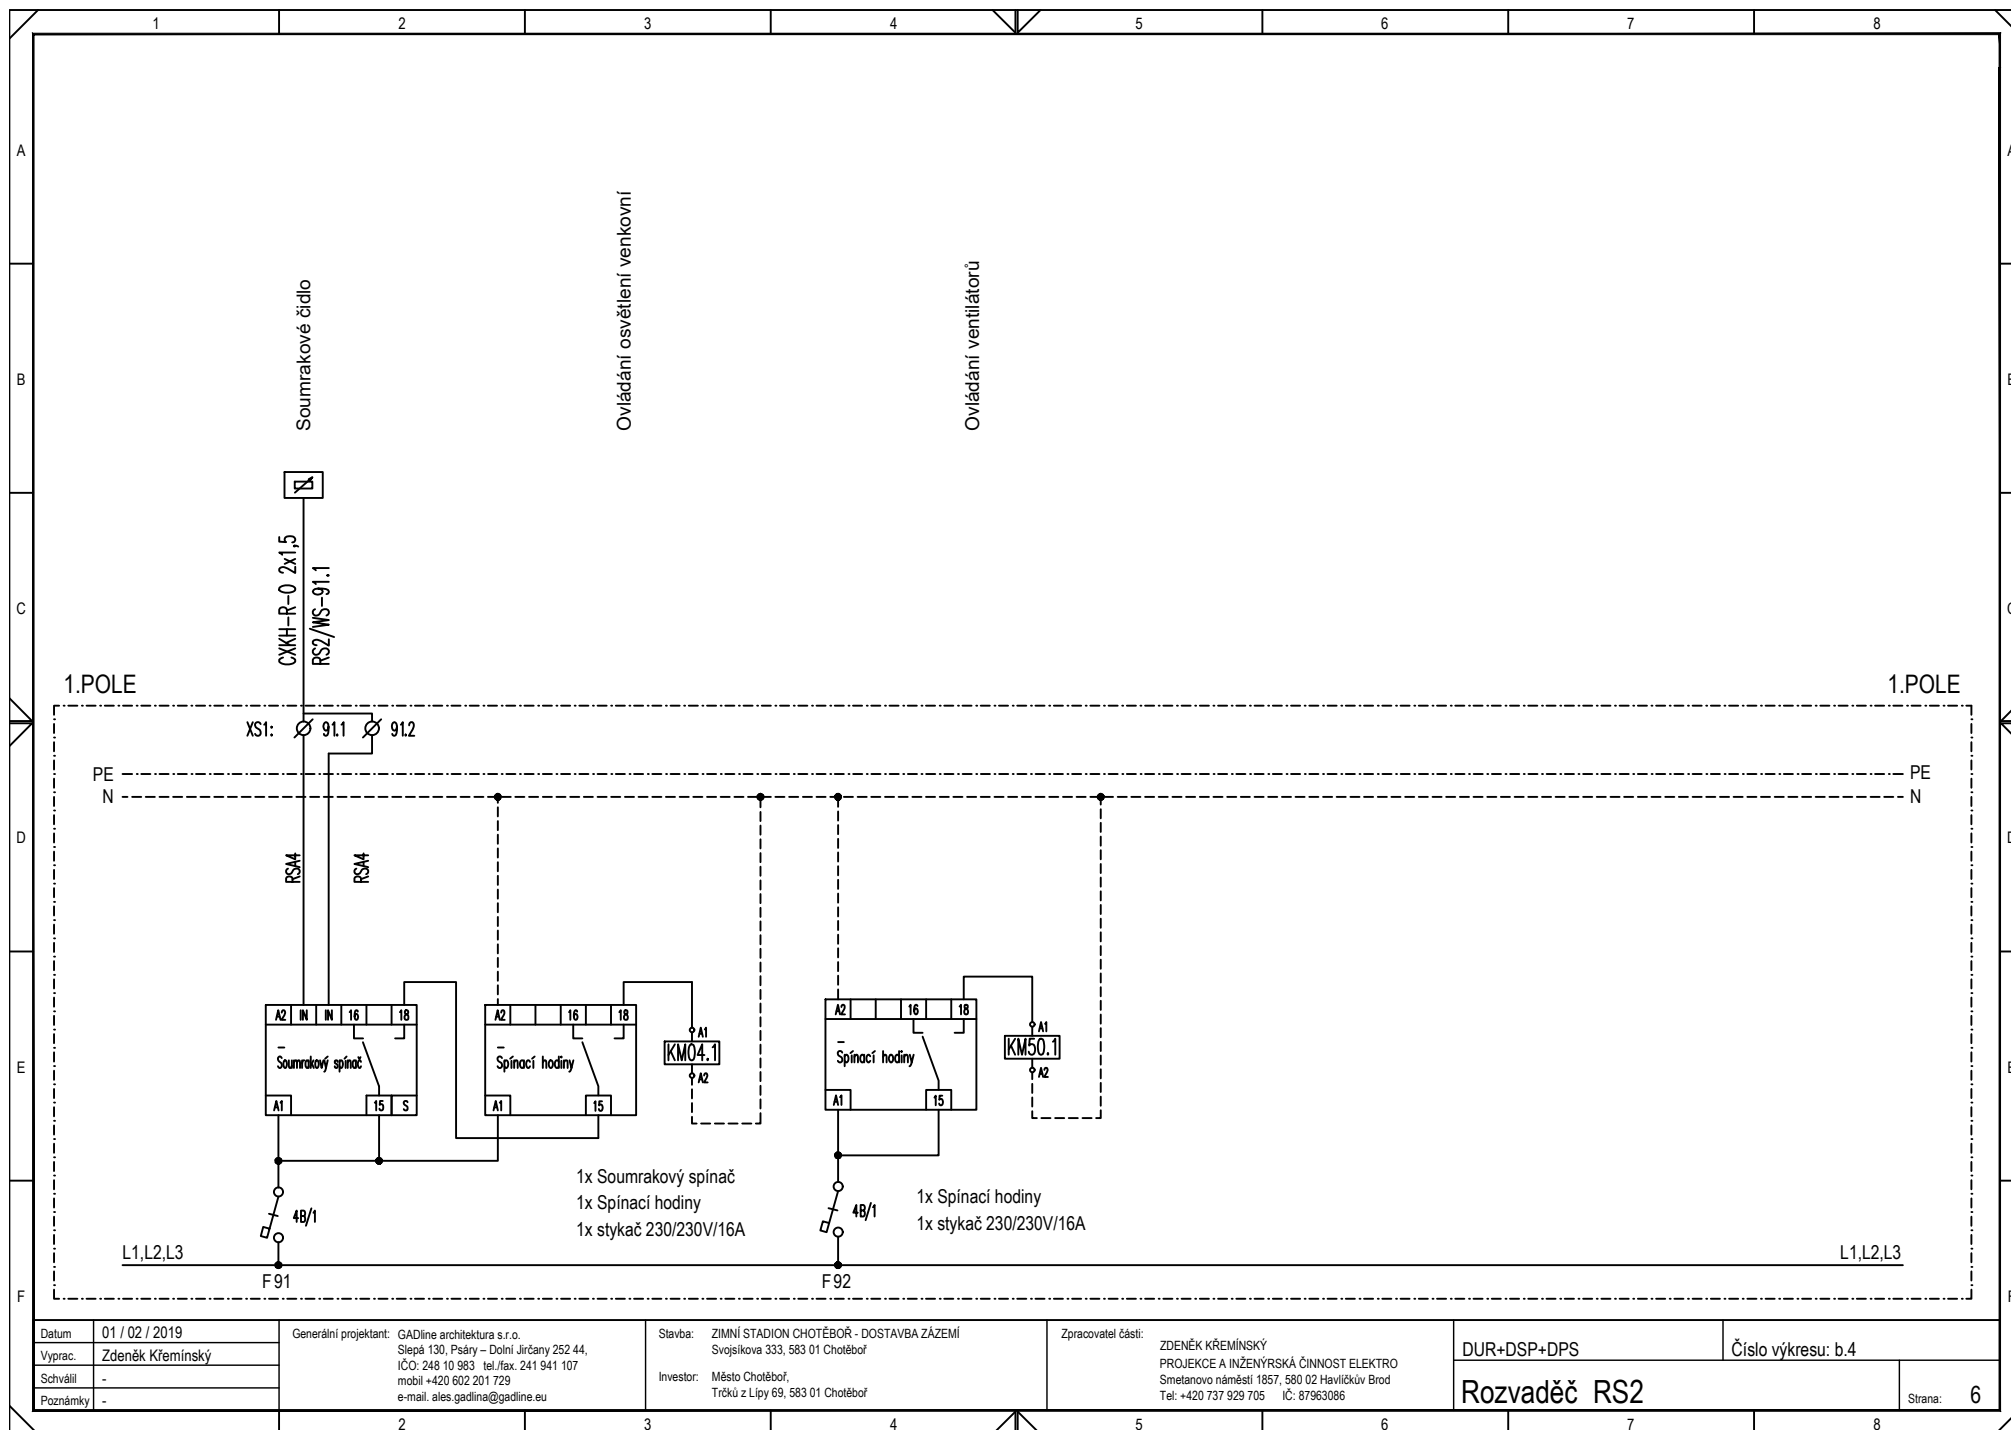 1 2 3 4 5 6 7 8
A
B
C
D
E
F
Soumrakové čidlo
Ovládání osvětlení venkovní
Ovládání ventilátorů
CXKH-R-O 2x1,5
RS2/WS-91.1
1.POLE 1.POLE
XS1: 91.1 91.2
PE PE
N N
RSA4 RSA4
A2 IN IN 16 18
Soumrakový spínač
A1 15 S
A2 16 18
Spínací hodiny
A1 15
A1
KM04.1
A2
A2 16 18
Spínací hodiny
A1 15
A1
KM50.1
A2
4B/1
1x Soumrakový spínač
1x Spínací hodiny
1x stykač 230/230V/16A
4B/1
1x Spínací hodiny
1x stykač 230/230V/16A
L1,L2,L3 L1,L2,L3
F91 F92
Datum 01 / 02 / 2019
Vyprac. Zdeněk Křemínský
Schválil -
Poznámky -
Generální projektant: GADline architektura s.r.o.
Slepá 130, Psáry – Dolní Jirčany 252 44,
IČO: 248 10 983 tel./fax. 241 941 107
mobil +420 602 201 729
e-mail. ales.gadlina@gadline.eu
Stavba: ZIMNÍ STADION CHOTĚBOŘ - DOSTAVBA ZÁZEMÍ
Svojsíkova 333, 583 01 Chotěboř
Investor: Město Chotěboř,
Trčků z Lípy 69, 583 01 Chotěboř
Zpracovatel části:
ZDENĚK KŘEMÍNSKÝ
PROJEKCE A INŽENÝRSKÁ ČINNOST ELEKTRO
Smetanovo náměstí 1857, 580 02 Havlíčkův Brod
Tel: +420 737 929 705 IČ: 87963086
DUR+DSP+DPS
Číslo výkresu: b.4
Rozvaděč RS2
Strana: 6
2 3 4 5 6 7 8